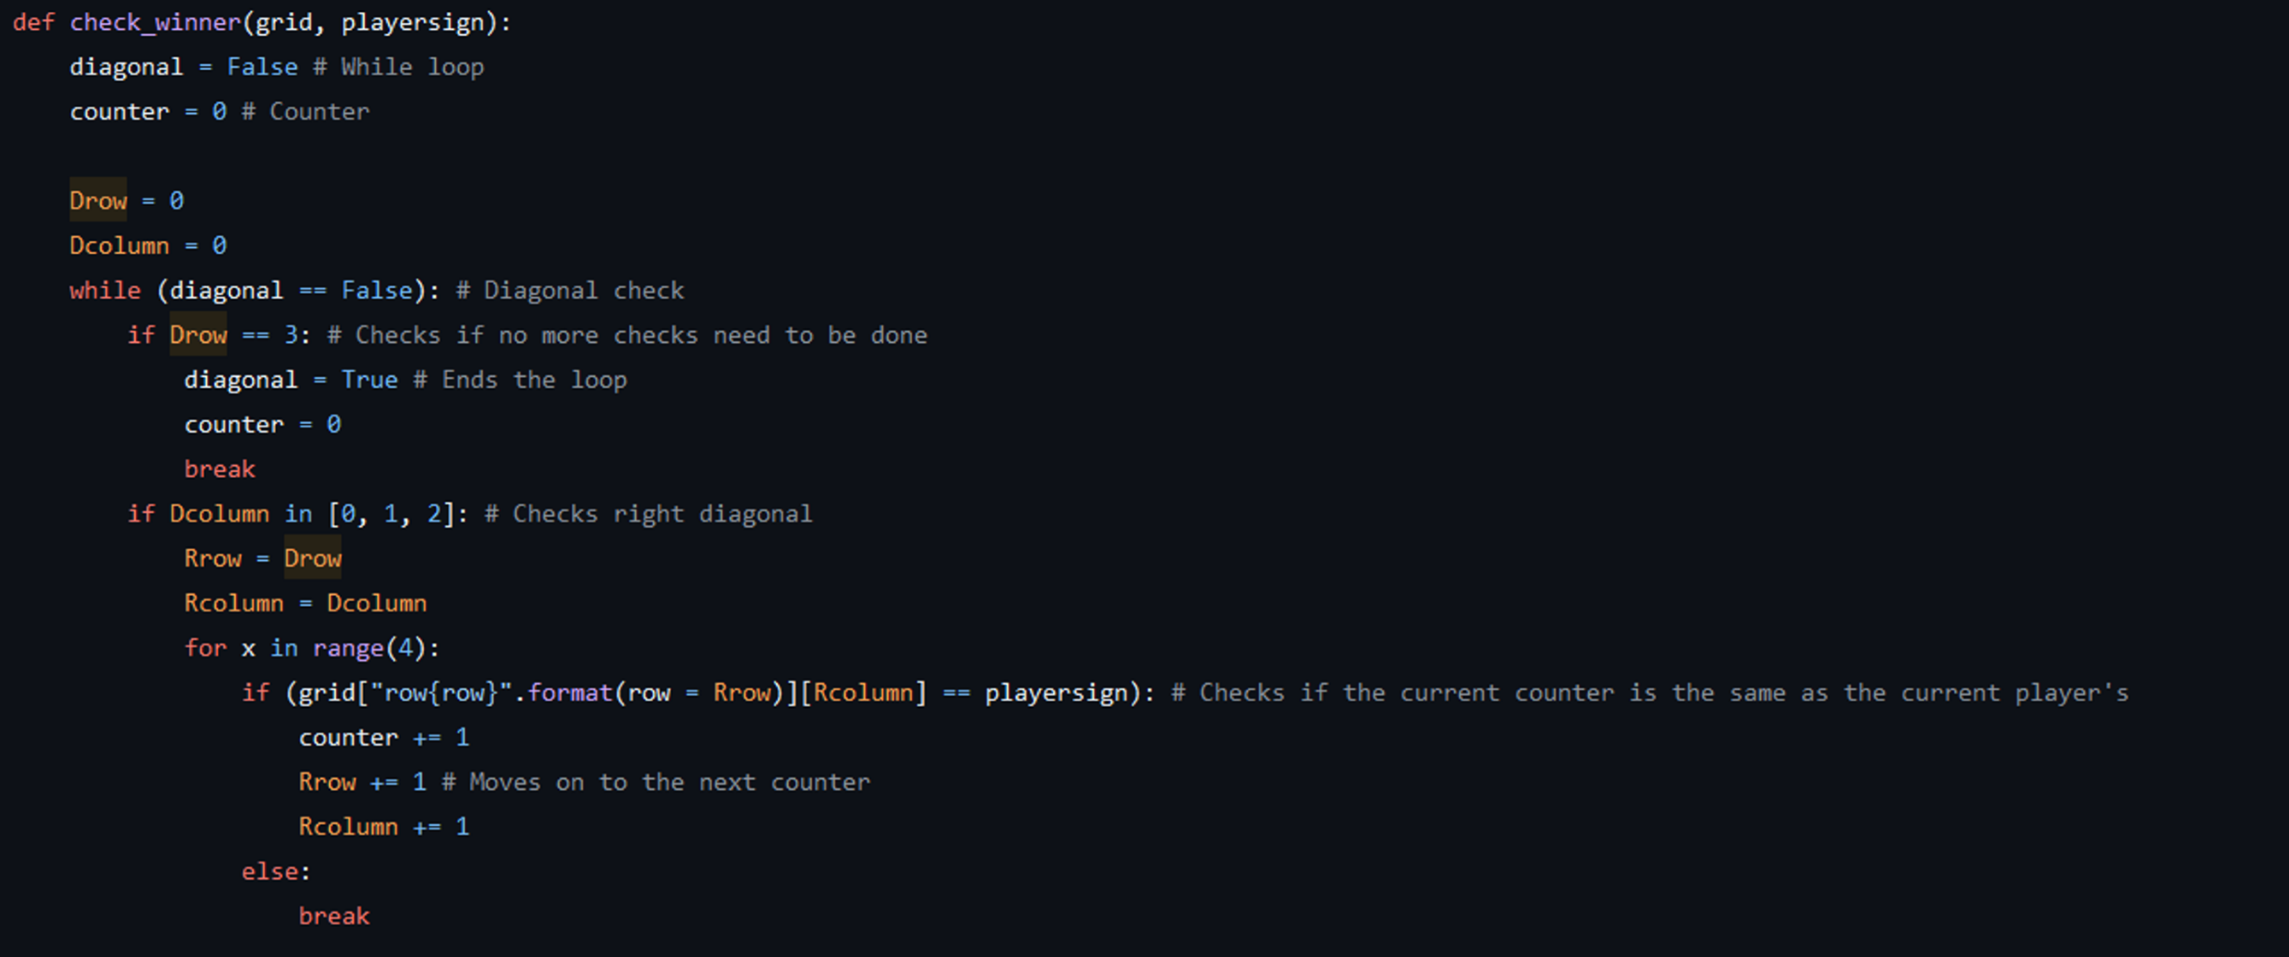 def check_winner(grid, playersign):
    diagonal = False # While loop
    counter = 0 # Counter

    Drow = 0
    Dcolumn = 0
    while (diagonal == False): # Diagonal check
        if Drow == 3: # Checks if no more checks need to be done
            diagonal = True # Ends the loop
            counter = 0
            break
        if Dcolumn in [0, 1, 2]: # Checks right diagonal
            Rrow = Drow
            Rcolumn = Dcolumn
            for x in range(4):
                if (grid["row{row}".format(row = Rrow)][Rcolumn] == playersign): # Checks if the current counter is the same as the current player's
                    counter += 1
                    Rrow += 1 # Moves on to the next counter
                    Rcolumn += 1
                else:
                    break